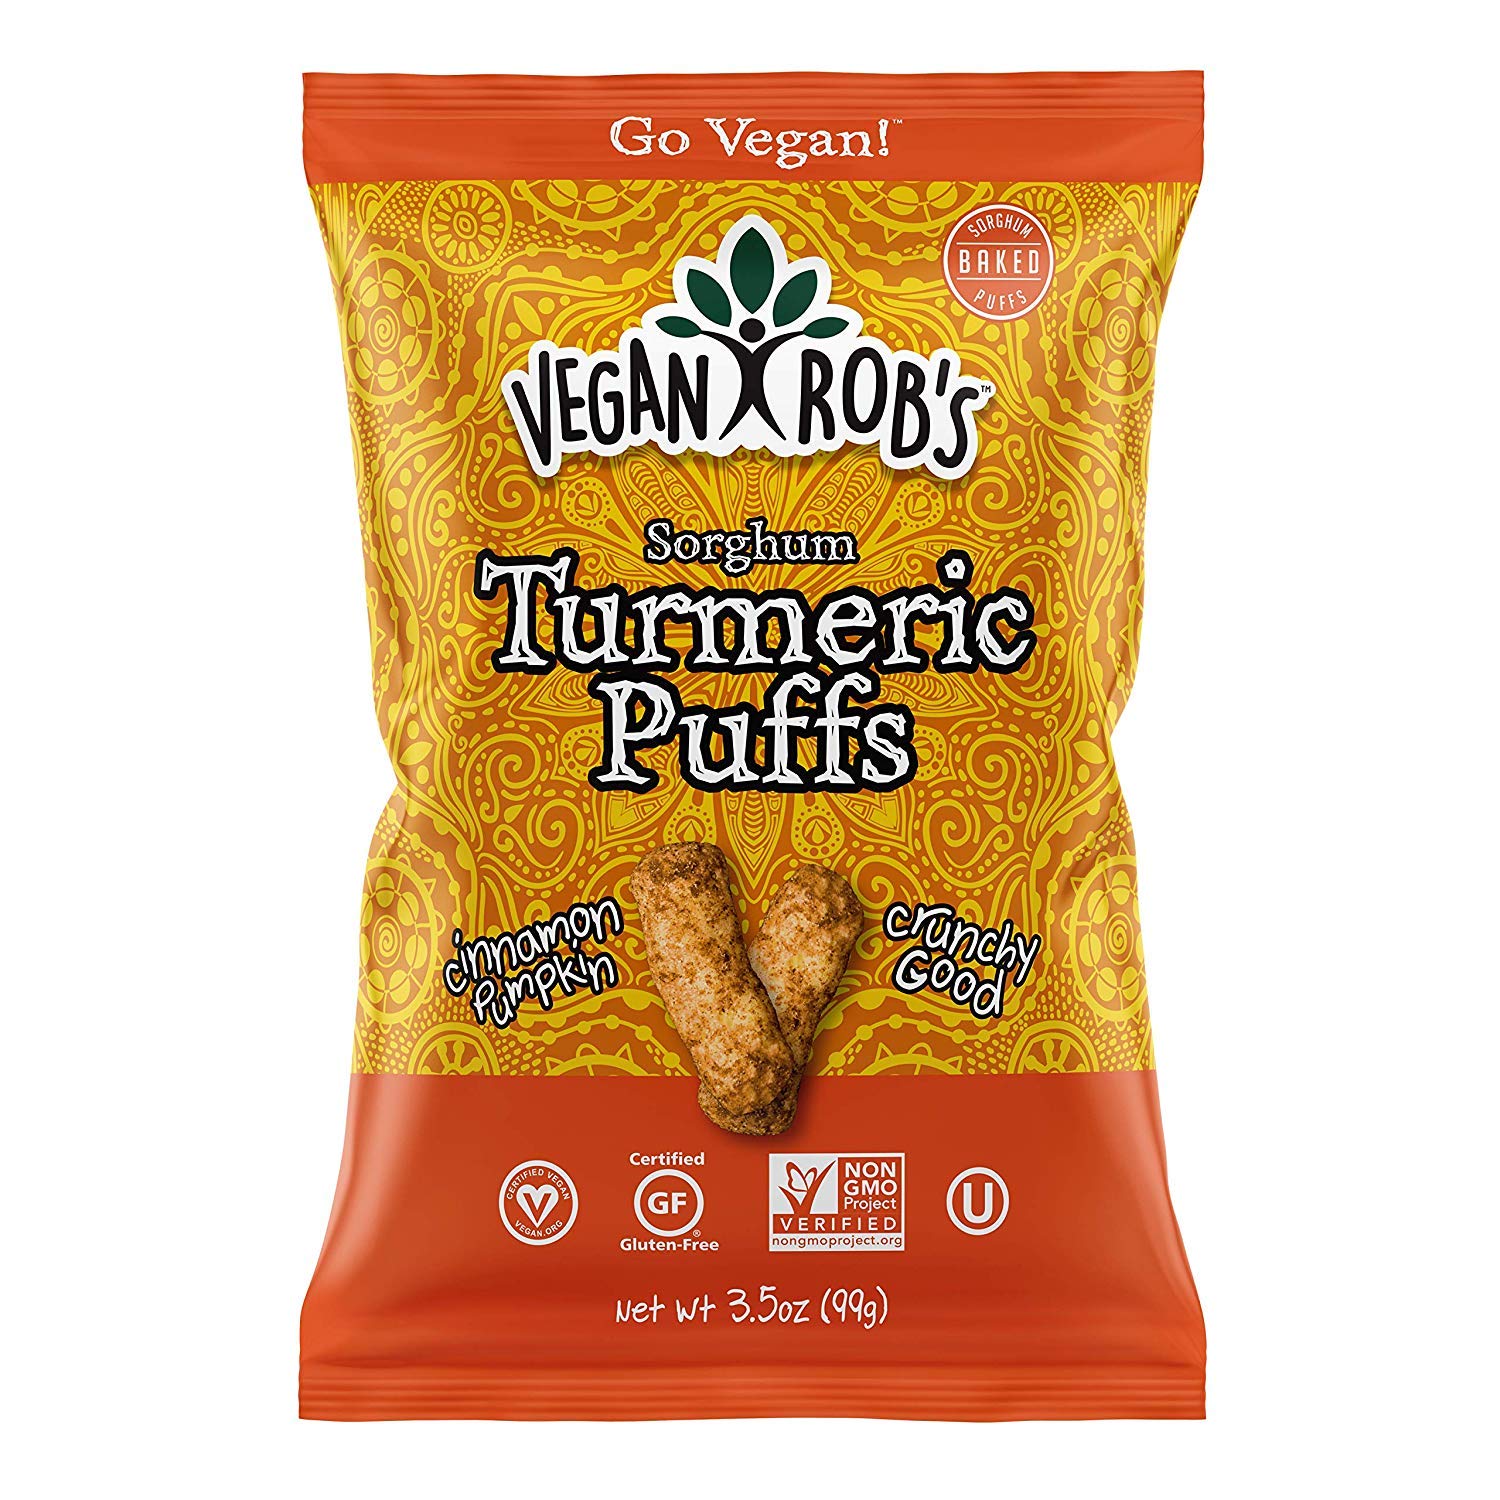 Go Vegan!™
SORGHUM
BAKED
PUFFS
VEGAN ROB'S™
Sorghum
Turmeric
Puffs
cinnamon
Pumpkin
crunchy
Good
CERTIFIED VEGAN
V
VEGAN.ORG
Certified
GF®
Gluten-Free
NON
GMO
Project
VERIFIED
nongmoproject.org
U
Net Wt 3.5oz (99g)